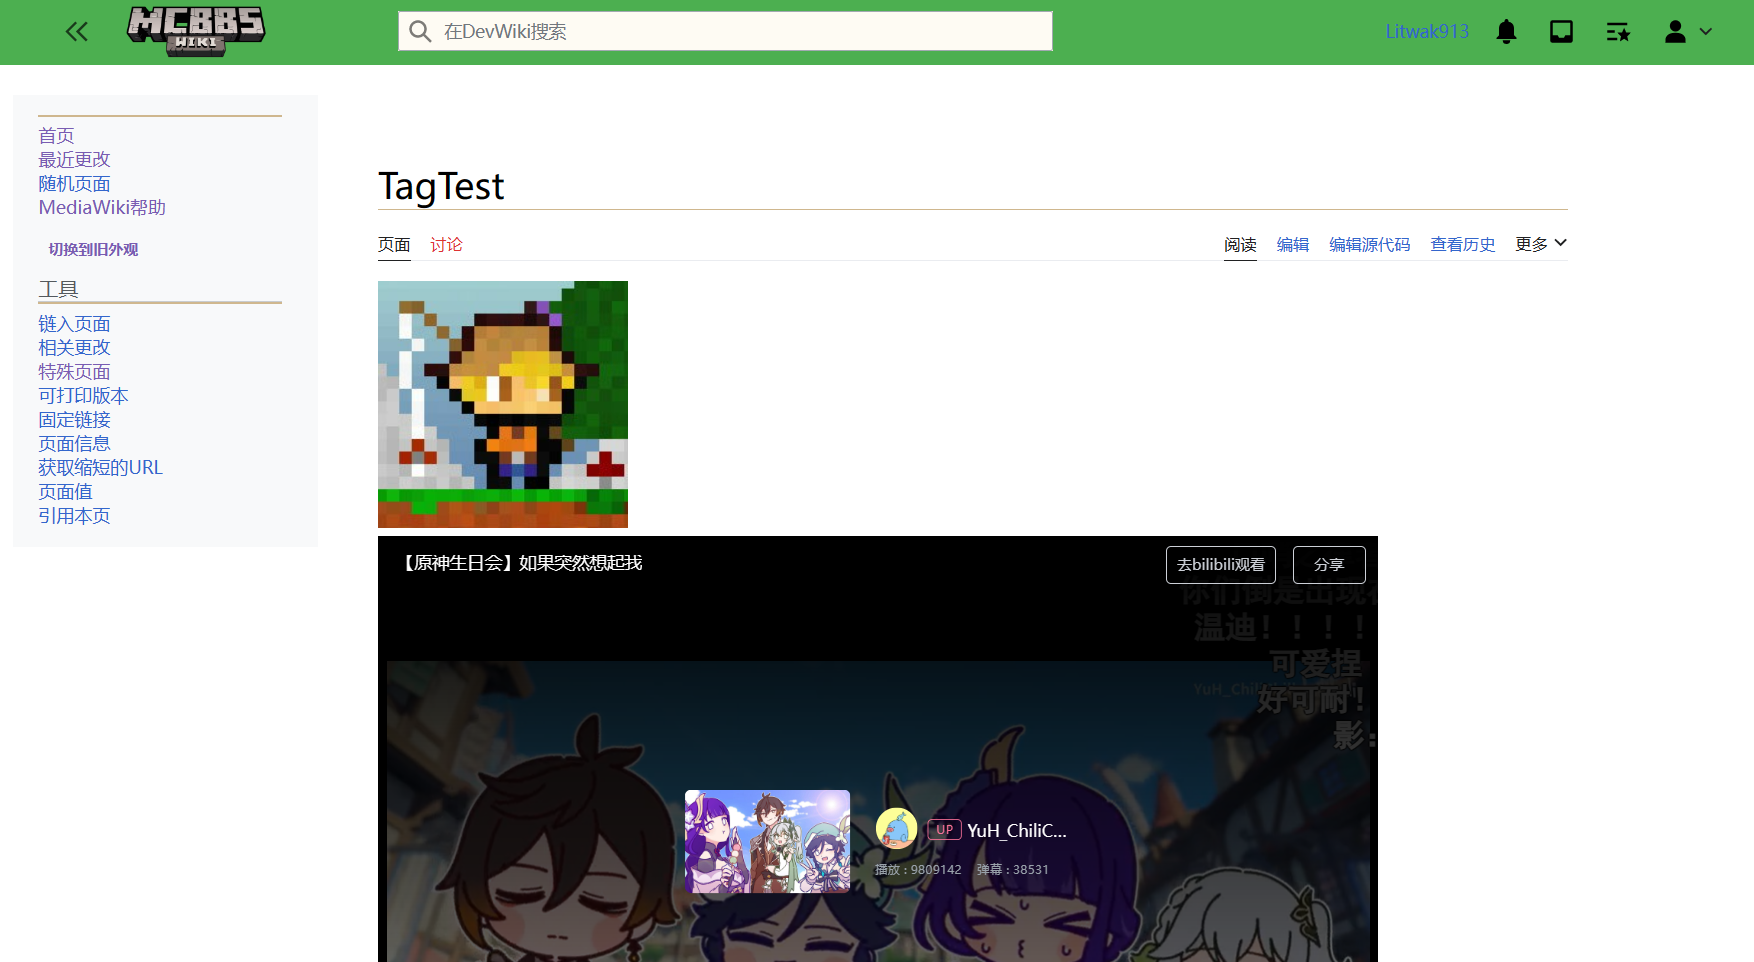 MCBBS
WIKI
在DevWiki搜索
Litwak913
首页
最近更改
随机页面
MediaWiki帮助
切换到旧外观
工具
链入页面
相关更改
特殊页面
可打印版本
固定链接
页面信息
获取缩短的URL
页面值
引用本页
TagTest
页面 讨论
阅读 编辑 编辑源代码 查看历史 更多
【原神生日会】如果突然想起我
去bilibili观看 分享
你们倒是出现
温迪！！！！
可爱捏
好可耐！
影
UP YuH_ChiliC...
播放 : 9809142 弹幕 : 38531